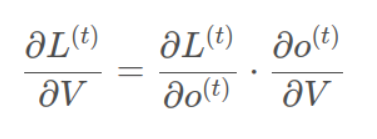 ∂L^(t)/∂V = ∂L^(t)/∂o^(t) · ∂o^(t)/∂V